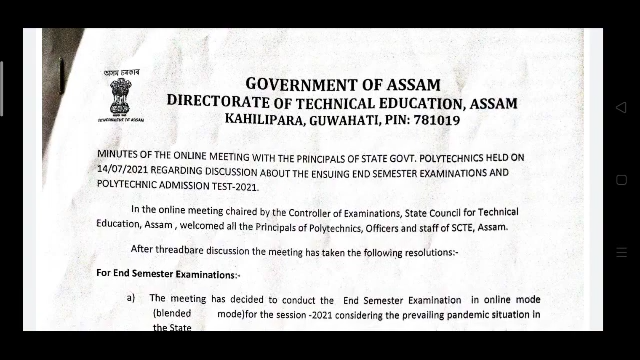 অসম চৰকাৰ
GOVERNMENT OF ASSAM
GOVERNMENT OF ASSAM
DIRECTORATE OF TECHNICAL EDUCATION, ASSAM
KAHILIPARA, GUWAHATI, PIN: 781019
MINUTES OF THE ONLINE MEETING WITH THE PRINCIPALS OF STATE GOVT. POLYTECHNICS HELD ON
14/07/2021 REGARDING DISCUSSION ABOUT THE ENSUING END SEMESTER EXAMINATIONS AND
POLYTECHNIC ADMISSION TEST-2021.
In the online meeting chaired by the Controller of Examinations, State Council for Technical
Education, Assam , welcomed all the Principals of Polytechnics, Officers and staff of SCTE, Assam.
After threadbare discussion the meeting has taken the following resolutions:-
For End Semester Examinations:-
a) The meeting has decided to conduct the End Semester Examination in online mode
(blended mode)for the session -2021 considering the prevailing pandemic situation in
the State